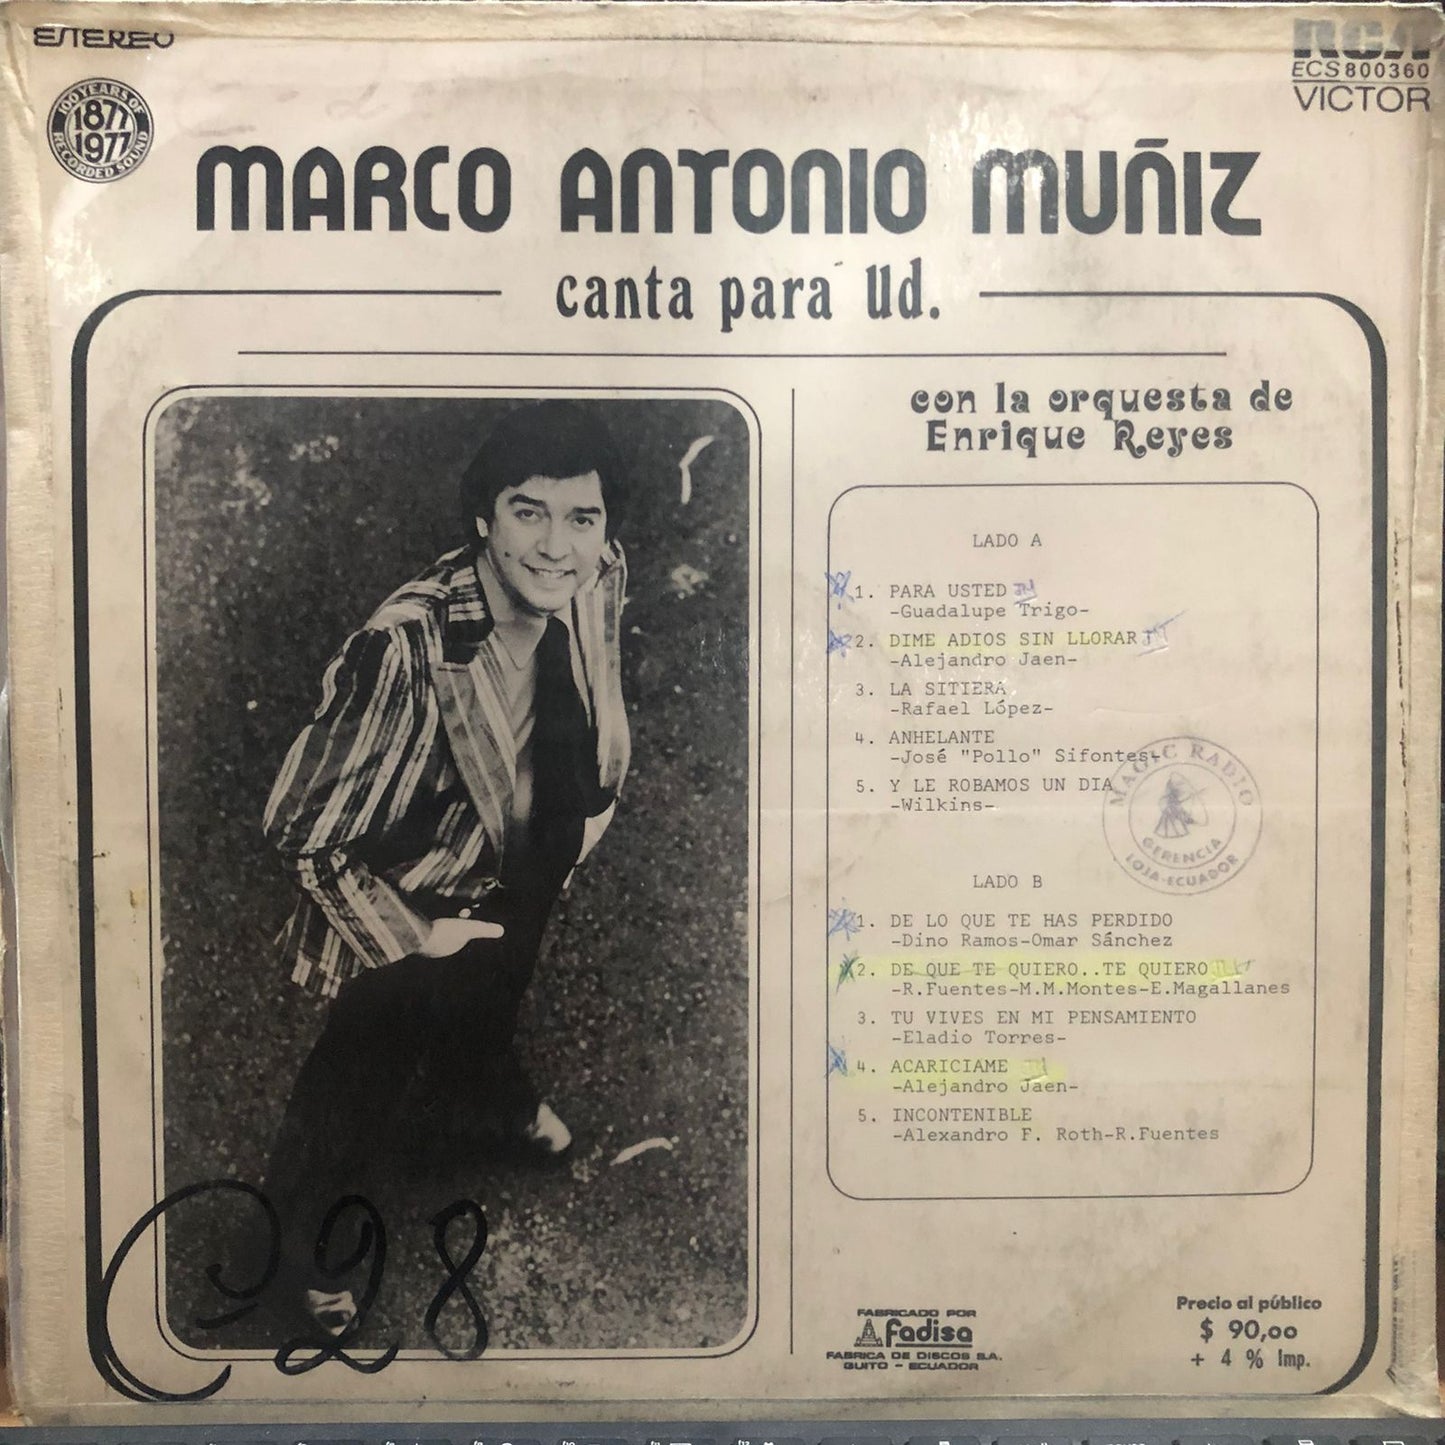 ESTEREO
RCA
ECS800360
VICTOR
100 YEARS OF
1877
1977
RECORDED SOUND
MARCO ANTONIO MUÑIZ
canta para Ud.
con la orquesta de
Enrique Reyes
LADO A
1. PARA USTED
-Guadalupe Trigo-
2. DIME ADIOS SIN LLORAR
-Alejandro Jaen-
3. LA SITIERA
-Rafael López-
4. ANHELANTE
-José "Pollo" Sifontes-
5. Y LE ROBAMOS UN DIA
-Wilkins-
MAGIC RADIO
GERENCIA
LOJA-ECUADOR
LADO B
1. DE LO QUE TE HAS PERDIDO
-Dino Ramos-Omar Sánchez
2. DE QUE TE QUIERO..TE QUIERO
-R.Fuentes-M.M.Montes-E.Magallanes
3. TU VIVES EN MI PENSAMIENTO
-Eladio Torres-
4. ACARICIAME
-Alejandro Jaen-
5. INCONTENIBLE
-Alexandro F. Roth-R.Fuentes
28
FABRICADO POR
fadisa
FABRICA DE DISCOS S.A.
QUITO - ECUADOR
Precio al público
$ 90,oo
+ 4 % Imp.